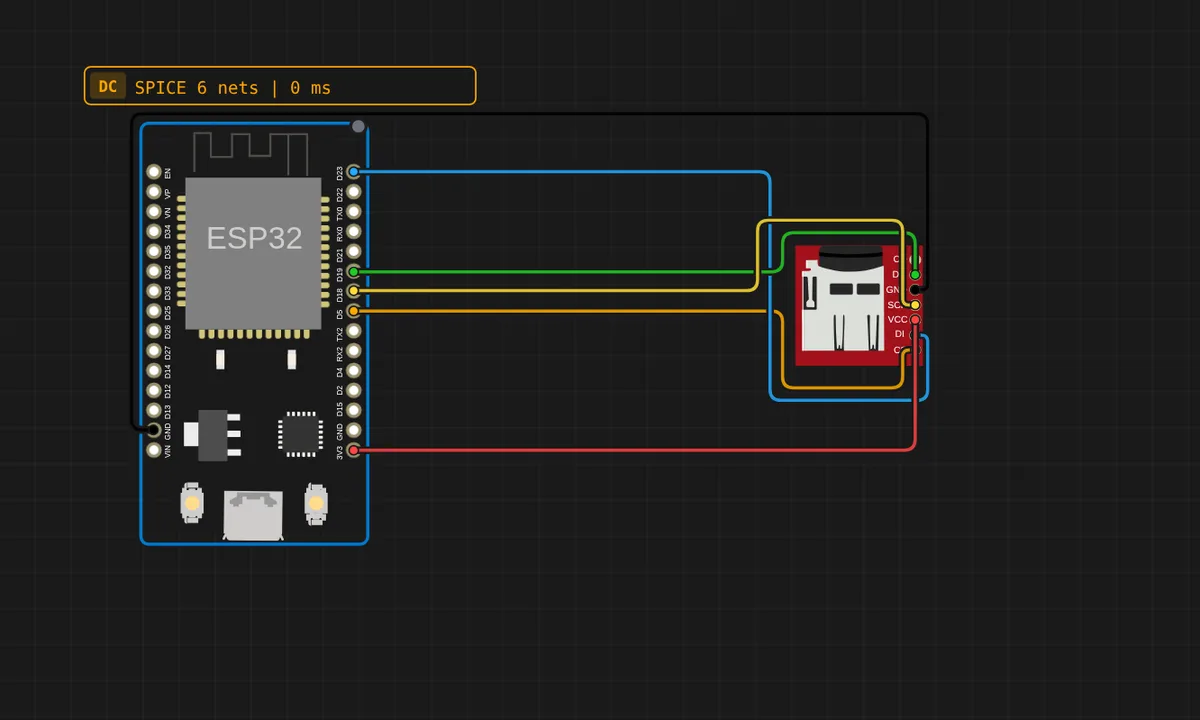 DC SPICE 6 nets | 0 ms
ESP32
EN
VP
VN
D34
D35
D32
D33
D25
D26
D27
D14
D12
D13
GND
VIN
D23
D22
TX0
RX0
D21
D19
D18
D5
TX2
RX2
D4
D2
D15
GND
3V3
VCC
DI